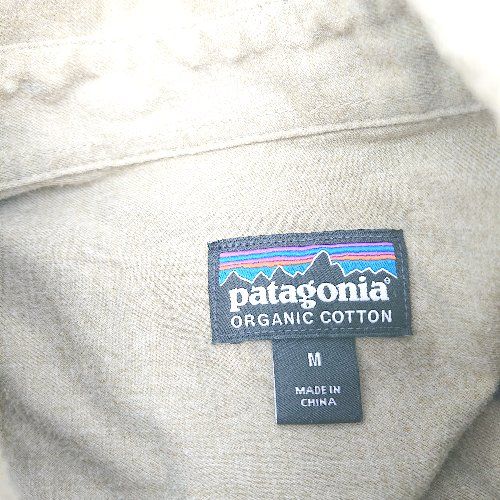 patagonia®
ORGANIC COTTON
M
MADE IN
CHINA